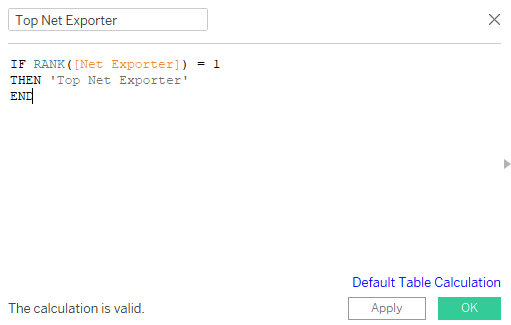 Top Net Exporter
IF RANK([Net Exporter]) = 1
THEN 'Top Net Exporter'
END
Default Table Calculation
The calculation is valid.
Apply
OK